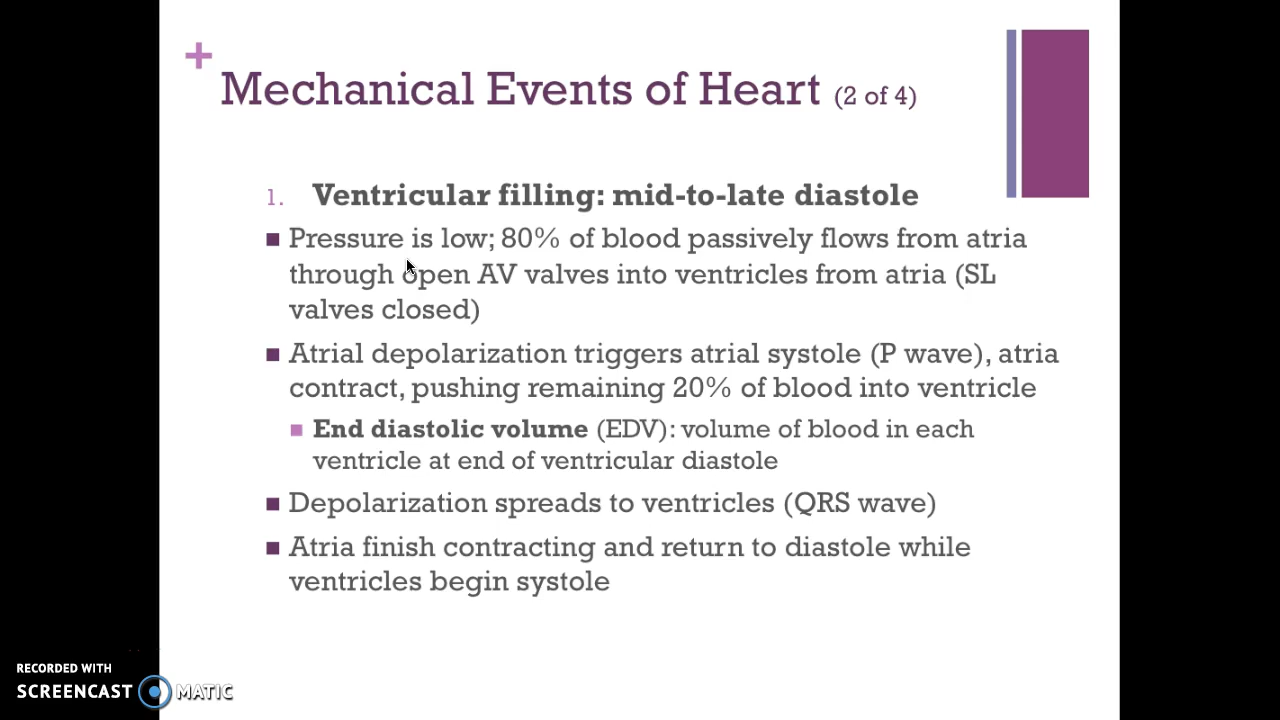 +
Mechanical Events of Heart (2 of 4)
1. Ventricular filling: mid-to-late diastole
Pressure is low; 80% of blood passively flows from atria
through open AV valves into ventricles from atria (SL
valves closed)
Atrial depolarization triggers atrial systole (P wave), atria
contract, pushing remaining 20% of blood into ventricle
End diastolic volume (EDV): volume of blood in each
ventricle at end of ventricular diastole
Depolarization spreads to ventricles (QRS wave)
Atria finish contracting and return to diastole while
ventricles begin systole
RECORDED WITH
SCREENCAST MATIC